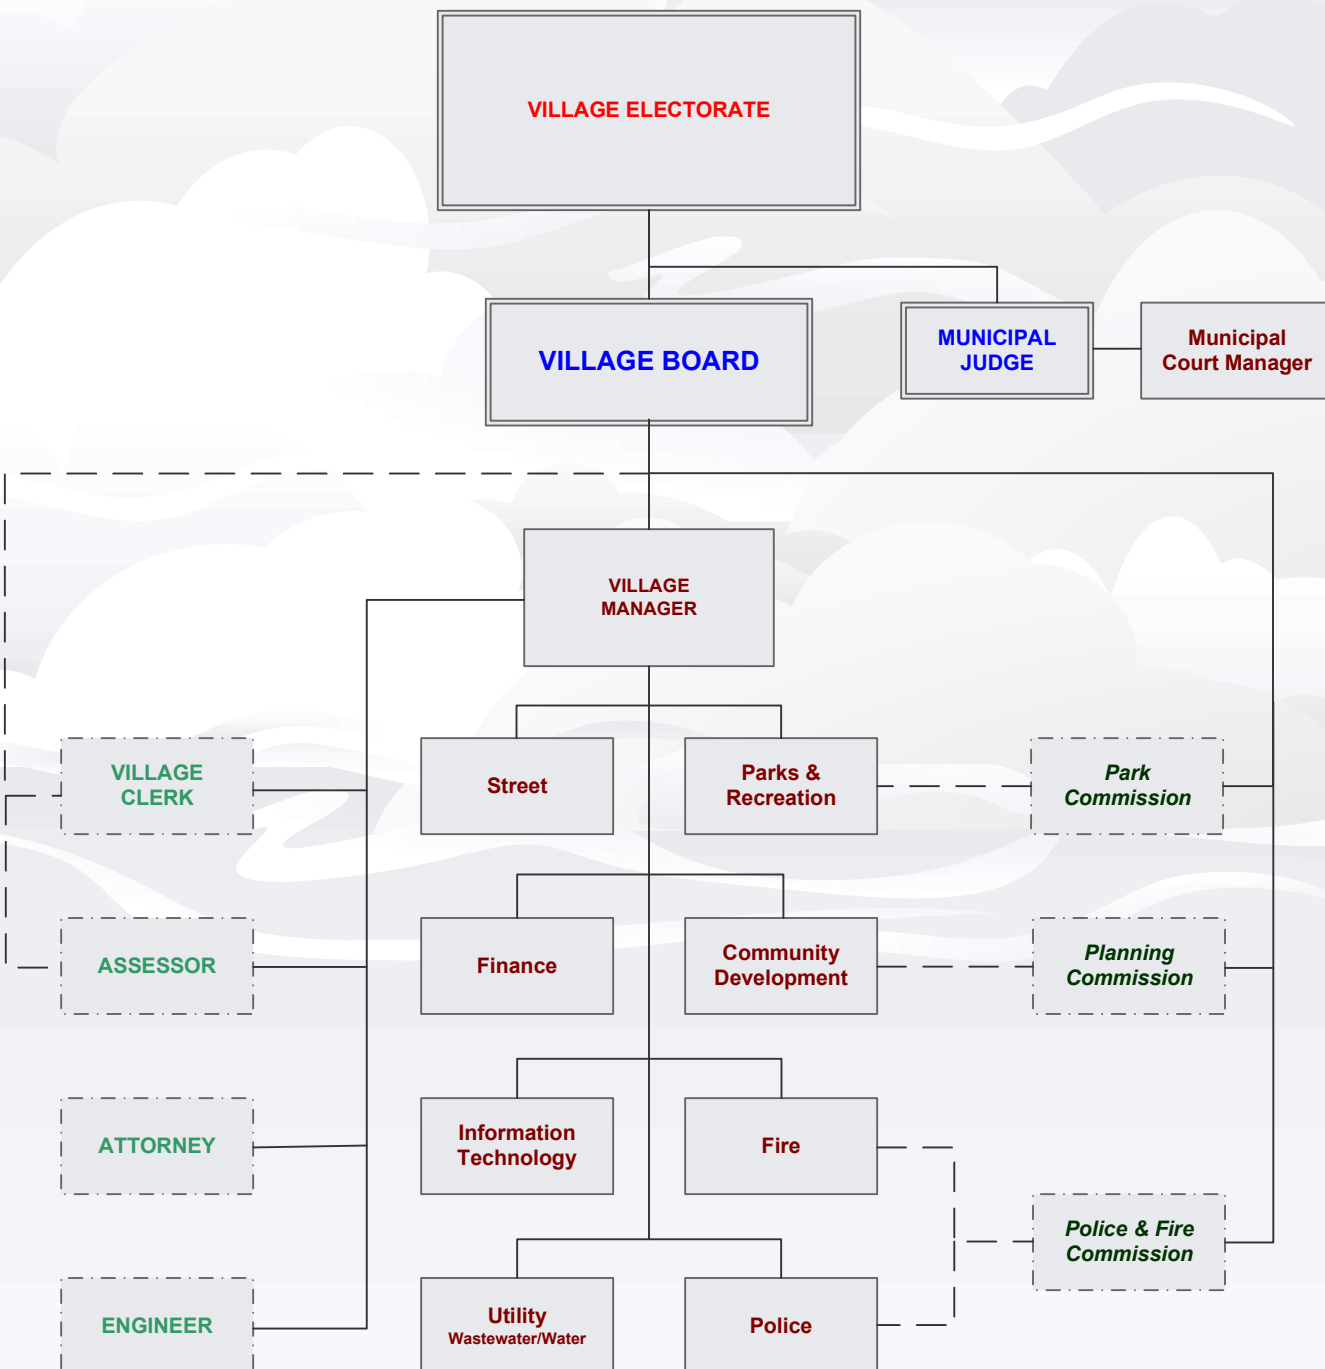 VILLAGE ELECTORATE
VILLAGE BOARD
MUNICIPAL
JUDGE
Municipal
Court Manager
VILLAGE
MANAGER
VILLAGE
CLERK
Street
Parks &
Recreation
Park
Commission
ASSESSOR
Finance
Community
Development
Planning
Commission
ATTORNEY
Information
Technology
Fire
Police & Fire
Commission
ENGINEER
Utility
Wastewater/Water
Police